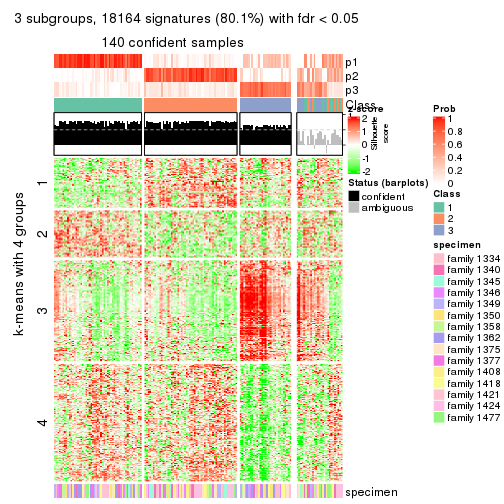 3 subgroups, 18164 signatures (80.1%) with fdr < 0.05
140 confident samples
p1
p2
p3
Class
1
2
3
4
k-means with 4 groups
specimen
z-score
2
1
0
-1
-2
Silhouette
score
Status (barplots)
confident
ambiguous
Prob
1
0.8
0.6
0.4
0.2
0
Class
1
2
3
specimen
family 1334
family 1340
family 1345
family 1346
family 1349
family 1350
family 1358
family 1362
family 1375
family 1377
family 1408
family 1418
family 1421
family 1424
family 1477